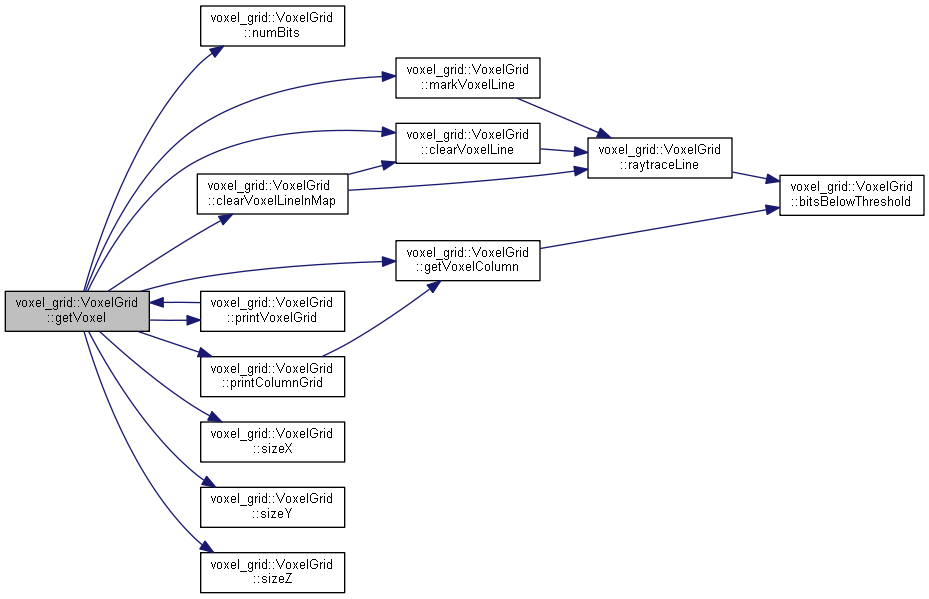 voxel_grid::VoxelGrid
::numBits
voxel_grid::VoxelGrid
::markVoxelLine
voxel_grid::VoxelGrid
::clearVoxelLine
voxel_grid::VoxelGrid
::raytraceLine
voxel_grid::VoxelGrid
::clearVoxelLineInMap
voxel_grid::VoxelGrid
::bitsBelowThreshold
voxel_grid::VoxelGrid
::getVoxelColumn
voxel_grid::VoxelGrid
::getVoxel
voxel_grid::VoxelGrid
::printVoxelGrid
voxel_grid::VoxelGrid
::printColumnGrid
voxel_grid::VoxelGrid
::sizeX
voxel_grid::VoxelGrid
::sizeY
voxel_grid::VoxelGrid
::sizeZ